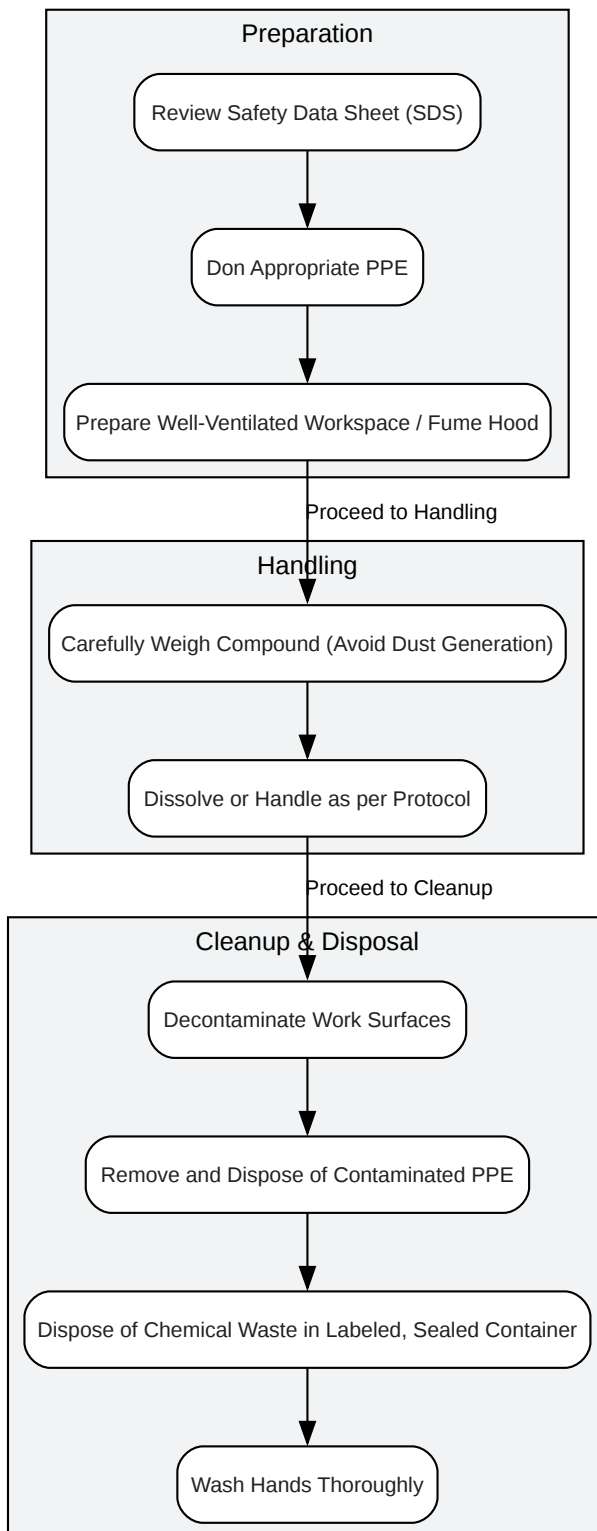 Preparation
Review Safety Data Sheet (SDS)
Don Appropriate PPE
Prepare Well-Ventilated Workspace / Fume Hood
Proceed to Handling
Handling
Carefully Weigh Compound (Avoid Dust Generation)
Dissolve or Handle as per Protocol
Proceed to Cleanup
Cleanup & Disposal
Decontaminate Work Surfaces
Remove and Dispose of Contaminated PPE
Dispose of Chemical Waste in Labeled, Sealed Container
Wash Hands Thoroughly